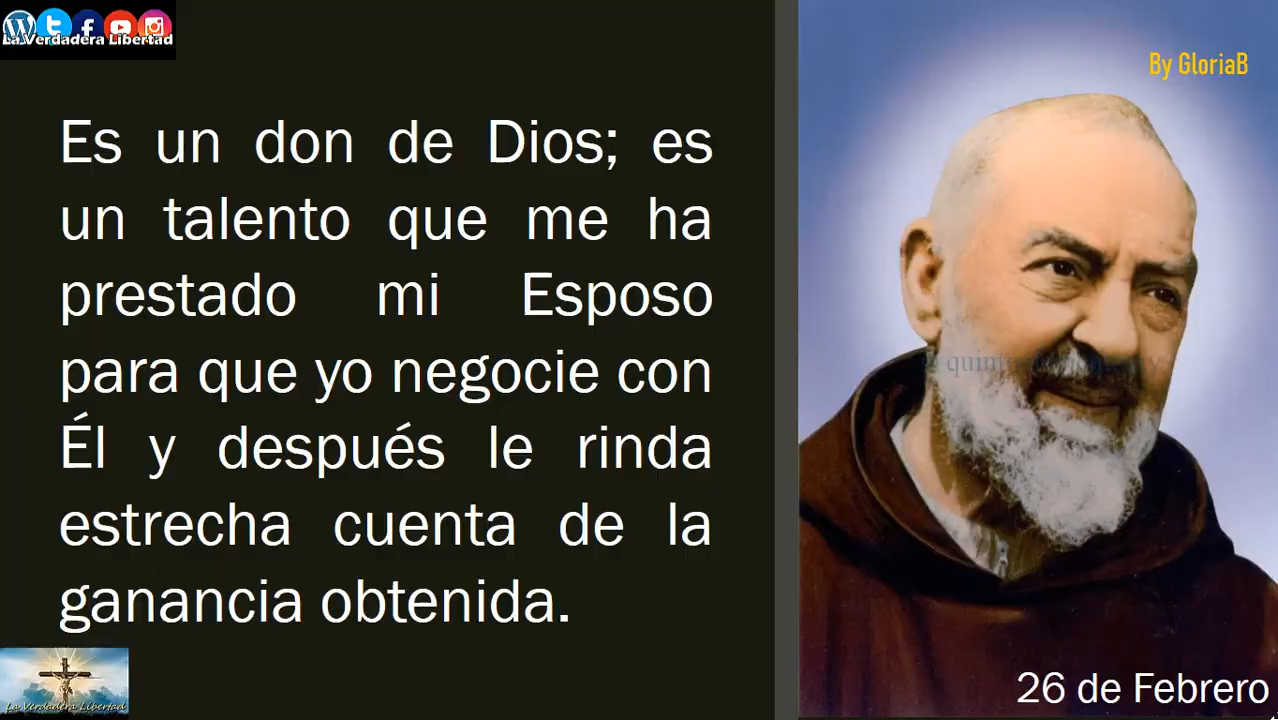 La Verdadera Libertad
By GloriaB
Es un don de Dios; es
un talento que me ha
prestado mi Esposo
para que yo negocie con
Él y después le rinda
estrecha cuenta de la
ganancia obtenida.
La Verdadera Libertad
26 de Febrero